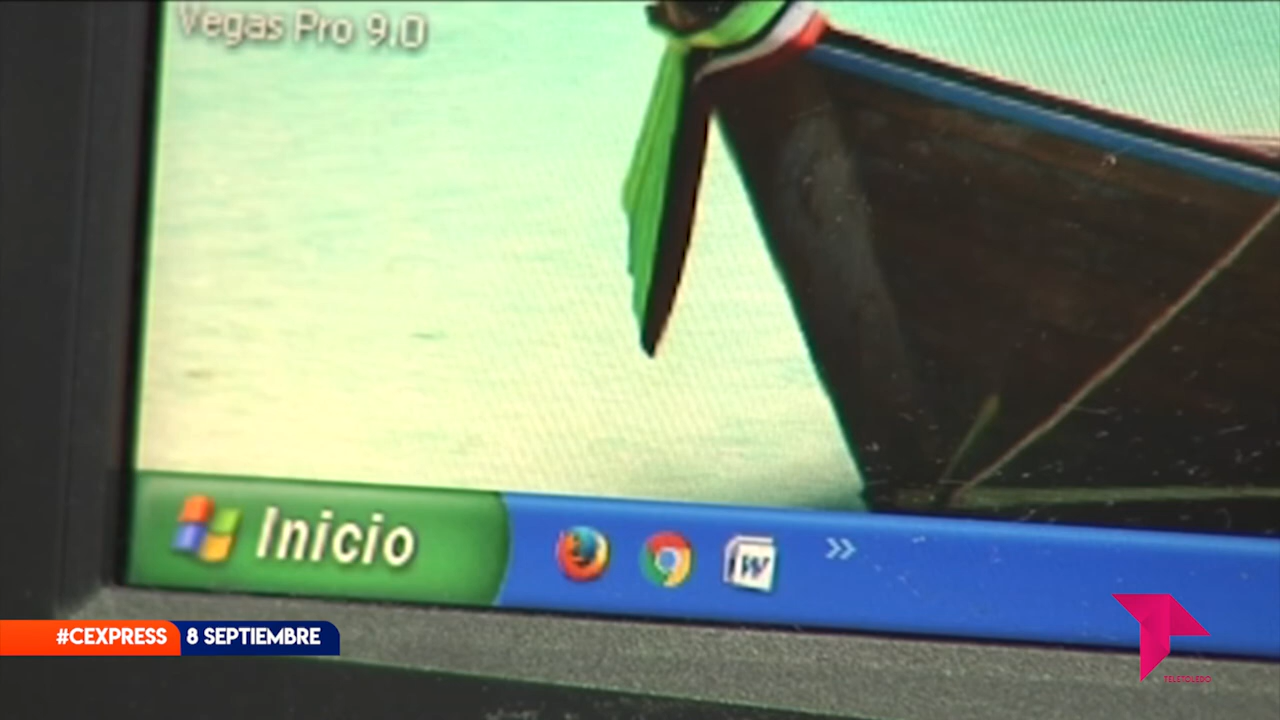 Vegas Pro 9.0
Inicio
W
#CEXPRESS 8 SEPTIEMBRE
TELETOLEDO